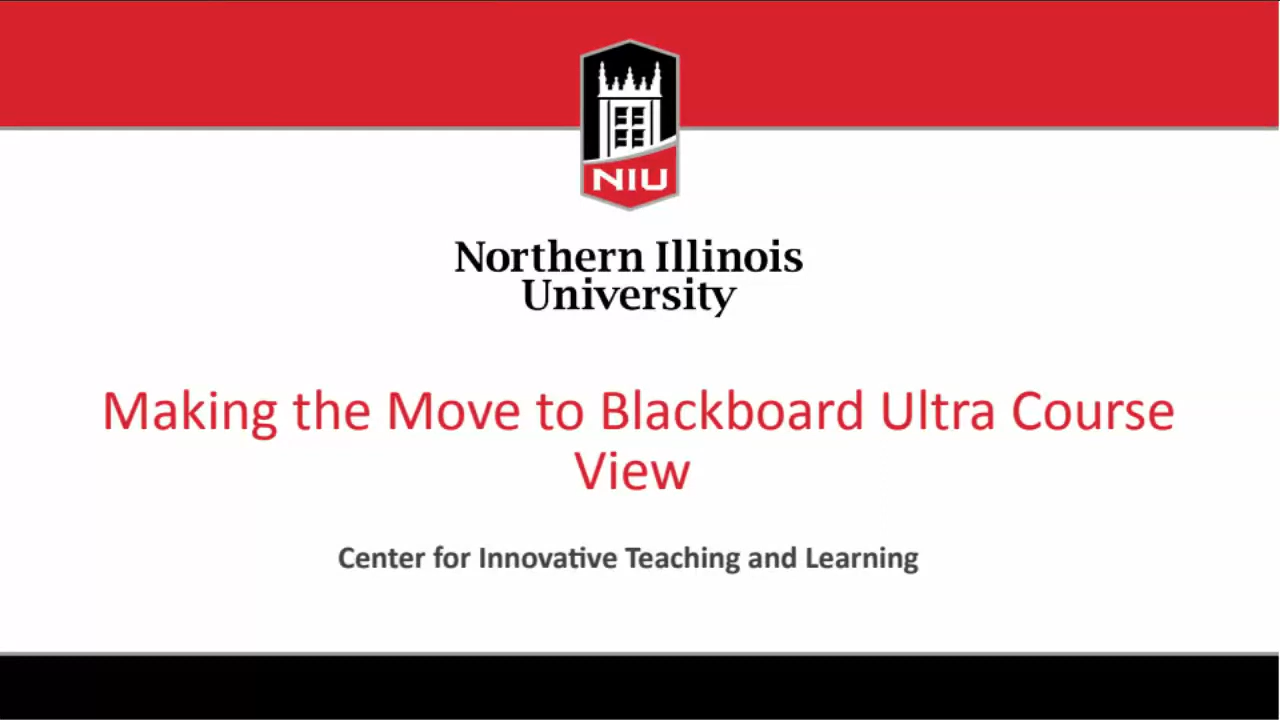 NIU
Northern Illinois
University
Making the Move to Blackboard Ultra Course
View
Center for Innovative Teaching and Learning